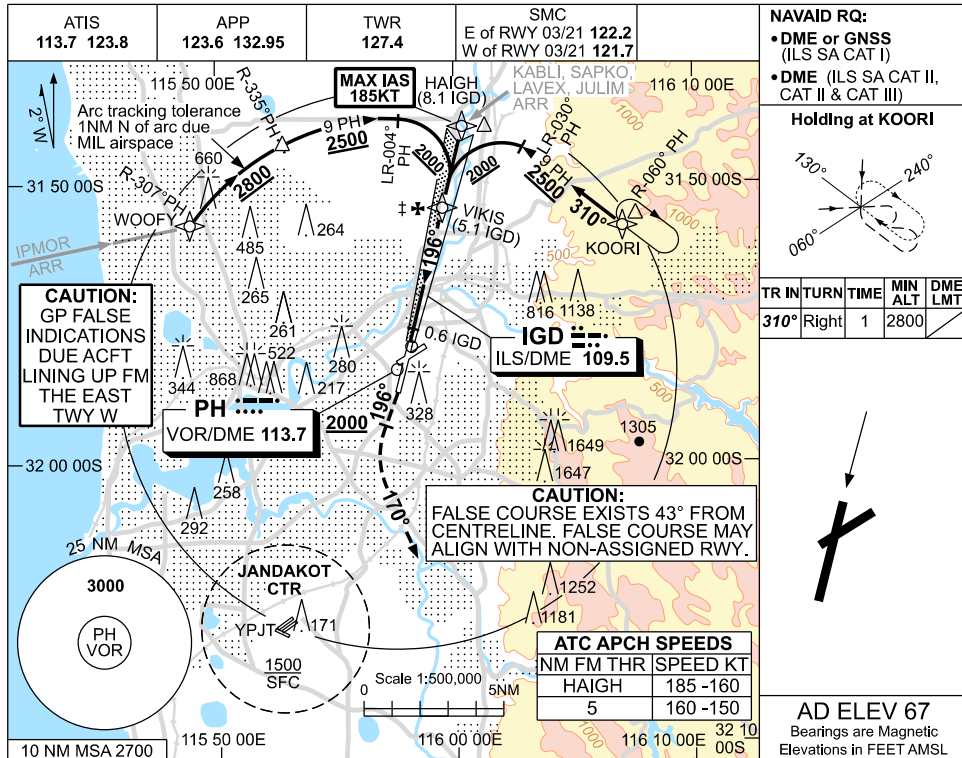 ATIS
113.7 123.8
APP
123.6 132.95
TWR
127.4
SMC
E of RWY 03/21 122.2
W of RWY 03/21 121.7
NAVAID RQ:
• DME or GNSS
(ILS SA CAT I)
• DME (ILS SA CAT II,
CAT II & CAT III)
Holding at KOORI
130°
240°
060°
TR IN TURN TIME MIN ALT DME LMT
310° Right 1 2800
AD ELEV 67
Bearings are Magnetic
Elevations in FEET AMSL
2° W
115 50 00E
MAX IAS
185KT
HAIGH
(8.1 IGD)
KABLI, SAPKO,
LAVEX, JULIM
ARR
116 10 00E
Arc tracking tolerance
1NM N of arc due
MIL airspace
R-335°PH
9 PH
2500
LR-004°
PH
2000
2000
LR-030°
PH
9 PH
2500
310°
R-060° PH
1000
31 50 00S
31 50 00S
660
2800
R-307°PH
WOOFY
IPMOR
ARR
485
264
VIKIS
(5.1 IGD)
KOORI
1000
500
196°
265
261
816
1138
CAUTION:
GP FALSE
INDICATIONS
DUE ACFT
LINING UP FM
THE EAST
TWY W
0.6 IGD
IGD
ILS/DME 109.5
344
868
522
280
217
328
500
PH
VOR/DME 113.7
2000
196°
170°
1305
1649
1647
32 00 00S
32 00 00S
258
292
CAUTION:
FALSE COURSE EXISTS 43° FROM
CENTRELINE. FALSE COURSE MAY
ALIGN WITH NON-ASSIGNED RWY.
25 NM MSA
3000
PH
VOR
JANDAKOT
CTR
YPJT
171
1500
SFC
1252
1181
ATC APCH SPEEDS
NM FM THR SPEED KT
HAIGH 185 -160
5 160 -150
Scale 1:500,000
0 5NM
1000
10 NM MSA 2700
115 50 00E
116 00 00E
116 10 00E
32 10
00S